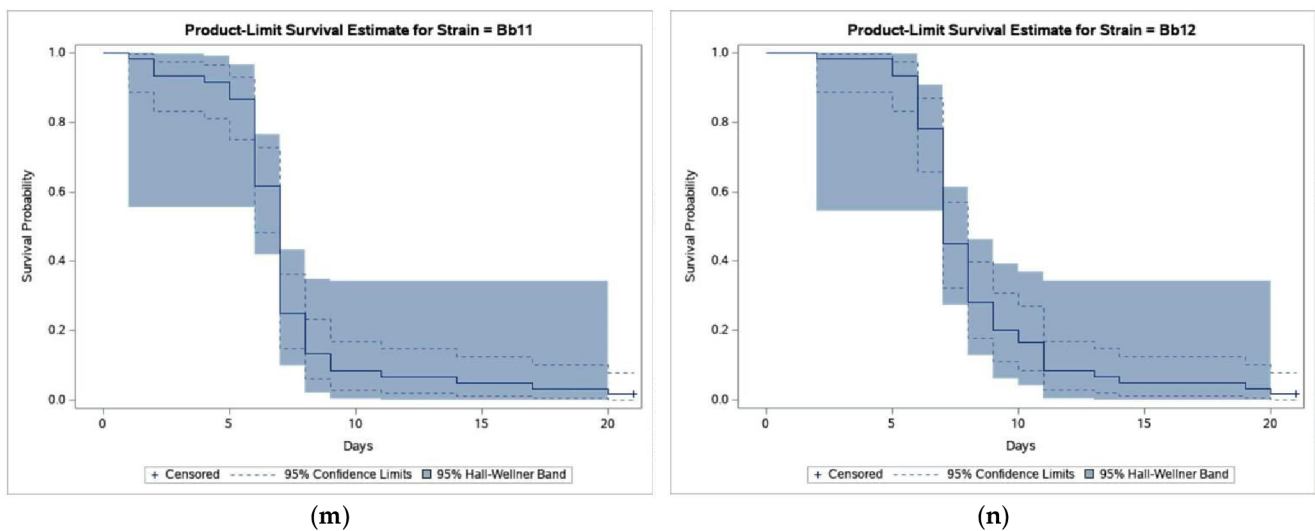 Product-Limit Survival Estimate for Strain = Bb11
1.0
0.8
0.6
0.4
0.2
0.0
Survival Probability
0 5 10 15 20
Days
+ Censored 95% Confidence Limits 95% Hall-Wellner Band
(m)
Product-Limit Survival Estimate for Strain = Bb12
1.0
0.8
0.6
0.4
0.2
0.0
Survival Probability
0 5 10 15 20
Days
+ Censored 95% Confidence Limits 95% Hall-Wellner Band
(n)